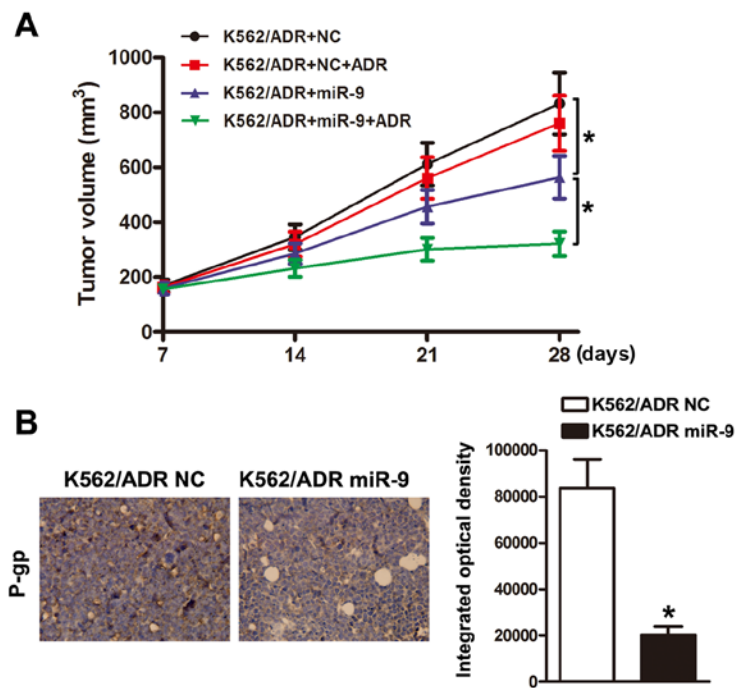 A
K562/ADR+NC
K562/ADR+NC+ADR
K562/ADR+miR-9
K562/ADR+miR-9+ADR
Tumor volume (mm³)
1000
800
600
400
200
0
7 14 21 28 (days)
*
*
B
K562/ADR NC K562/ADR miR-9
P-gp
K562/ADR NC
K562/ADR miR-9
Integrated optical density
100000
80000
60000
40000
20000
0
*